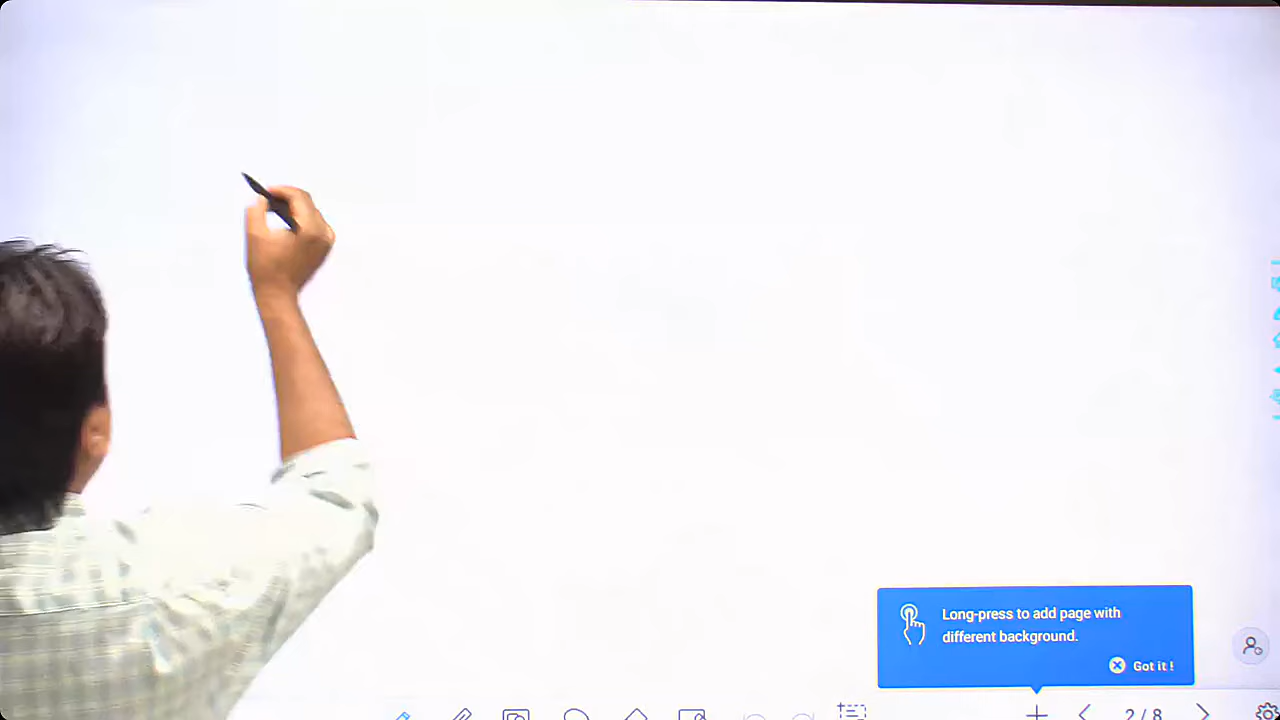 Long-press to add page with
different background.
Got it !
2 / 8